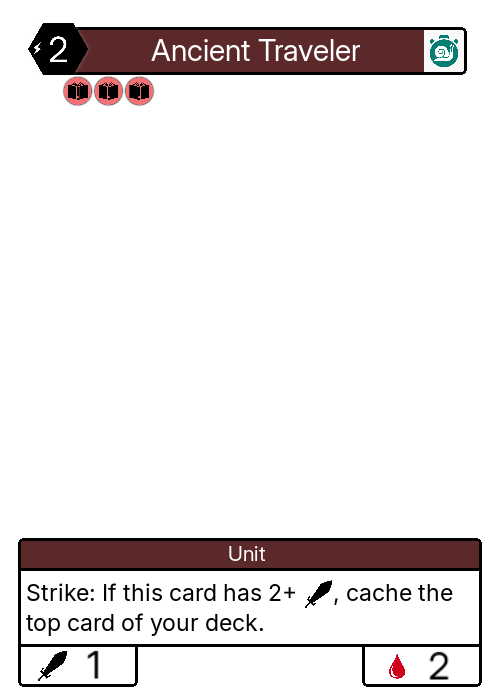 2
Ancient Traveler
Unit
Strike: If this card has 2+ , cache the
top card of your deck.
1
2